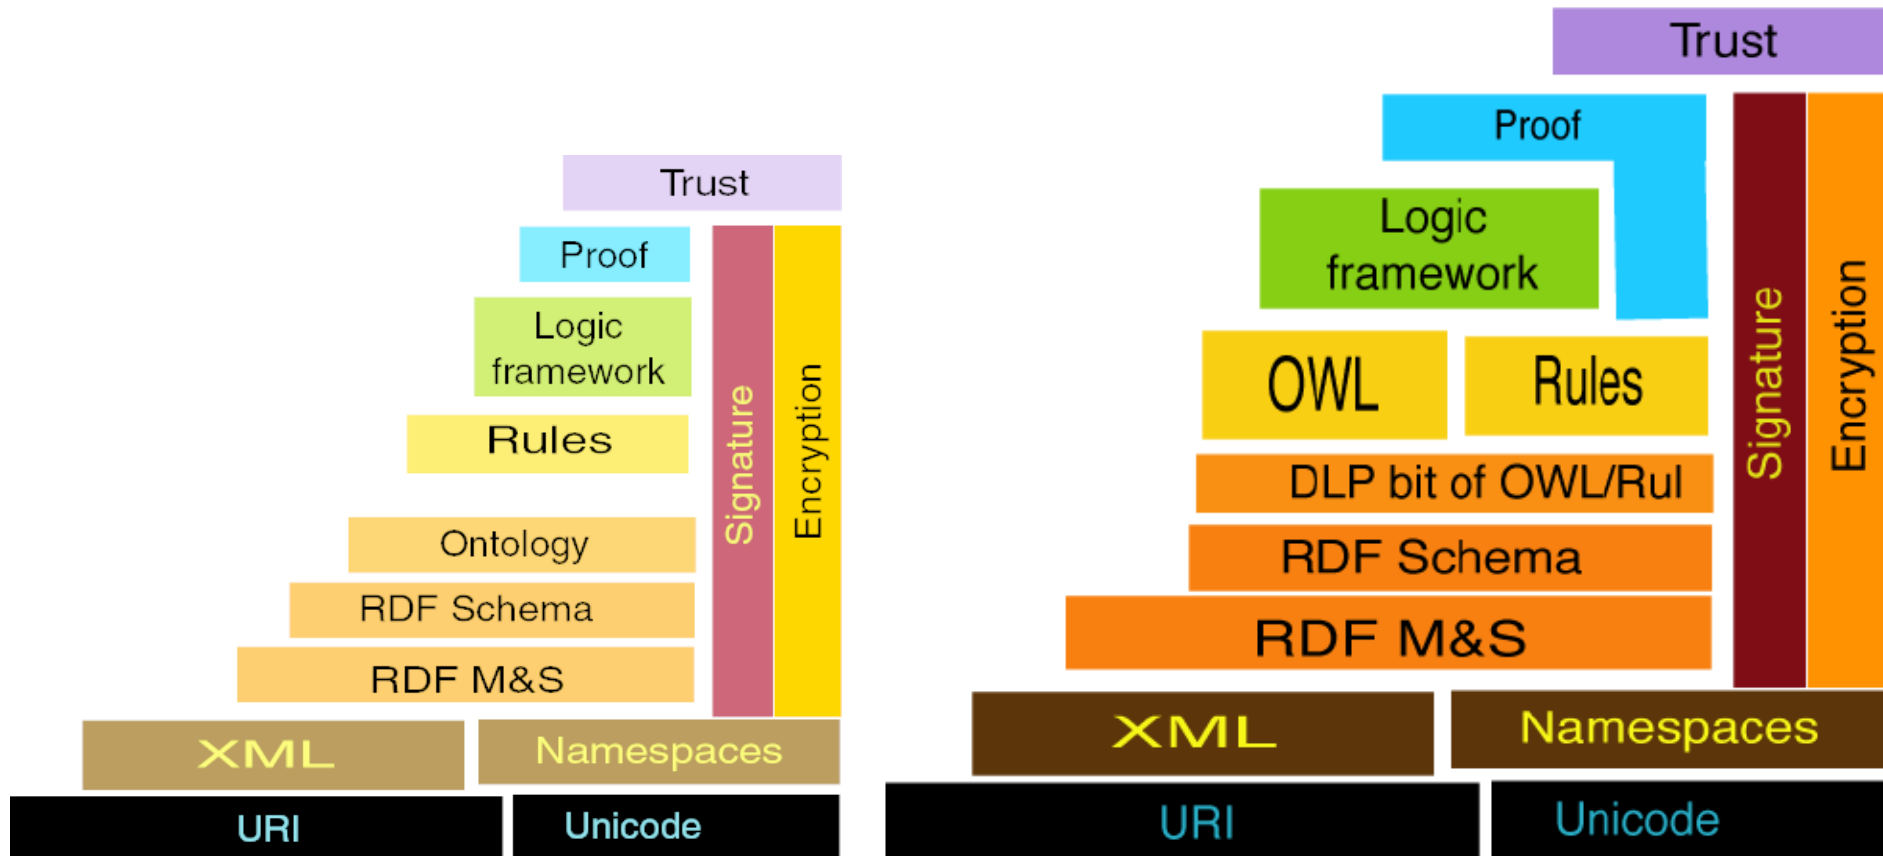 Trust
Proof
Logic
framework
Rules
Ontology
RDF Schema
RDF M&S
Signature
Encryption
XML
Namespaces
URI
Unicode
Trust
Proof
Logic
framework
OWL
Rules
DLP bit of OWL/Rul
RDF Schema
RDF M&S
Signature
Encryption
XML
Namespaces
URI
Unicode